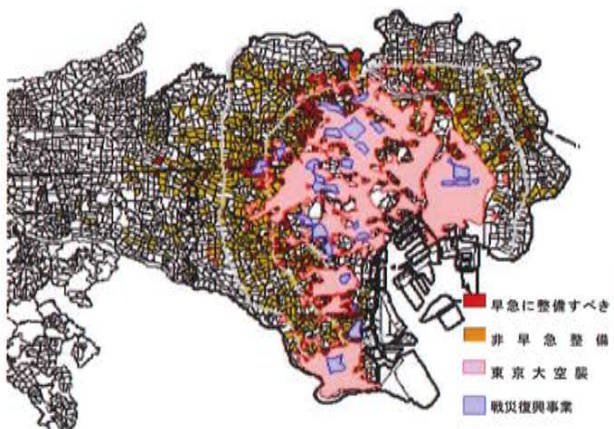 早急に整備すべき
非早急整備
東京大空襲
戦災復興事業